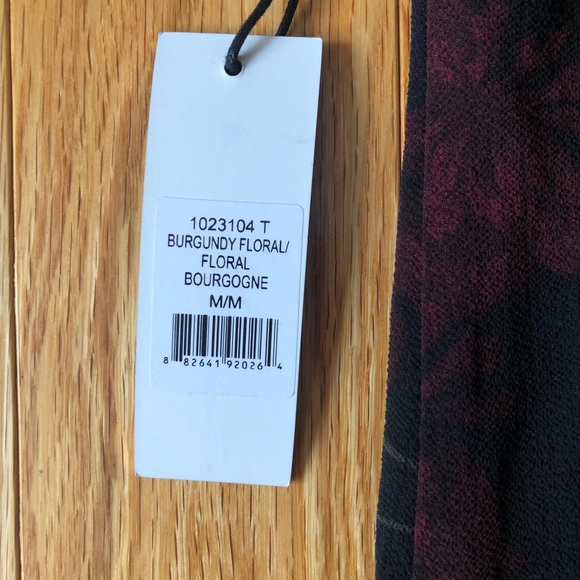 1023104 T
BURGUNDY FLORAL/
FLORAL
BOURGOGNE
M/M
8 82641 92026 4